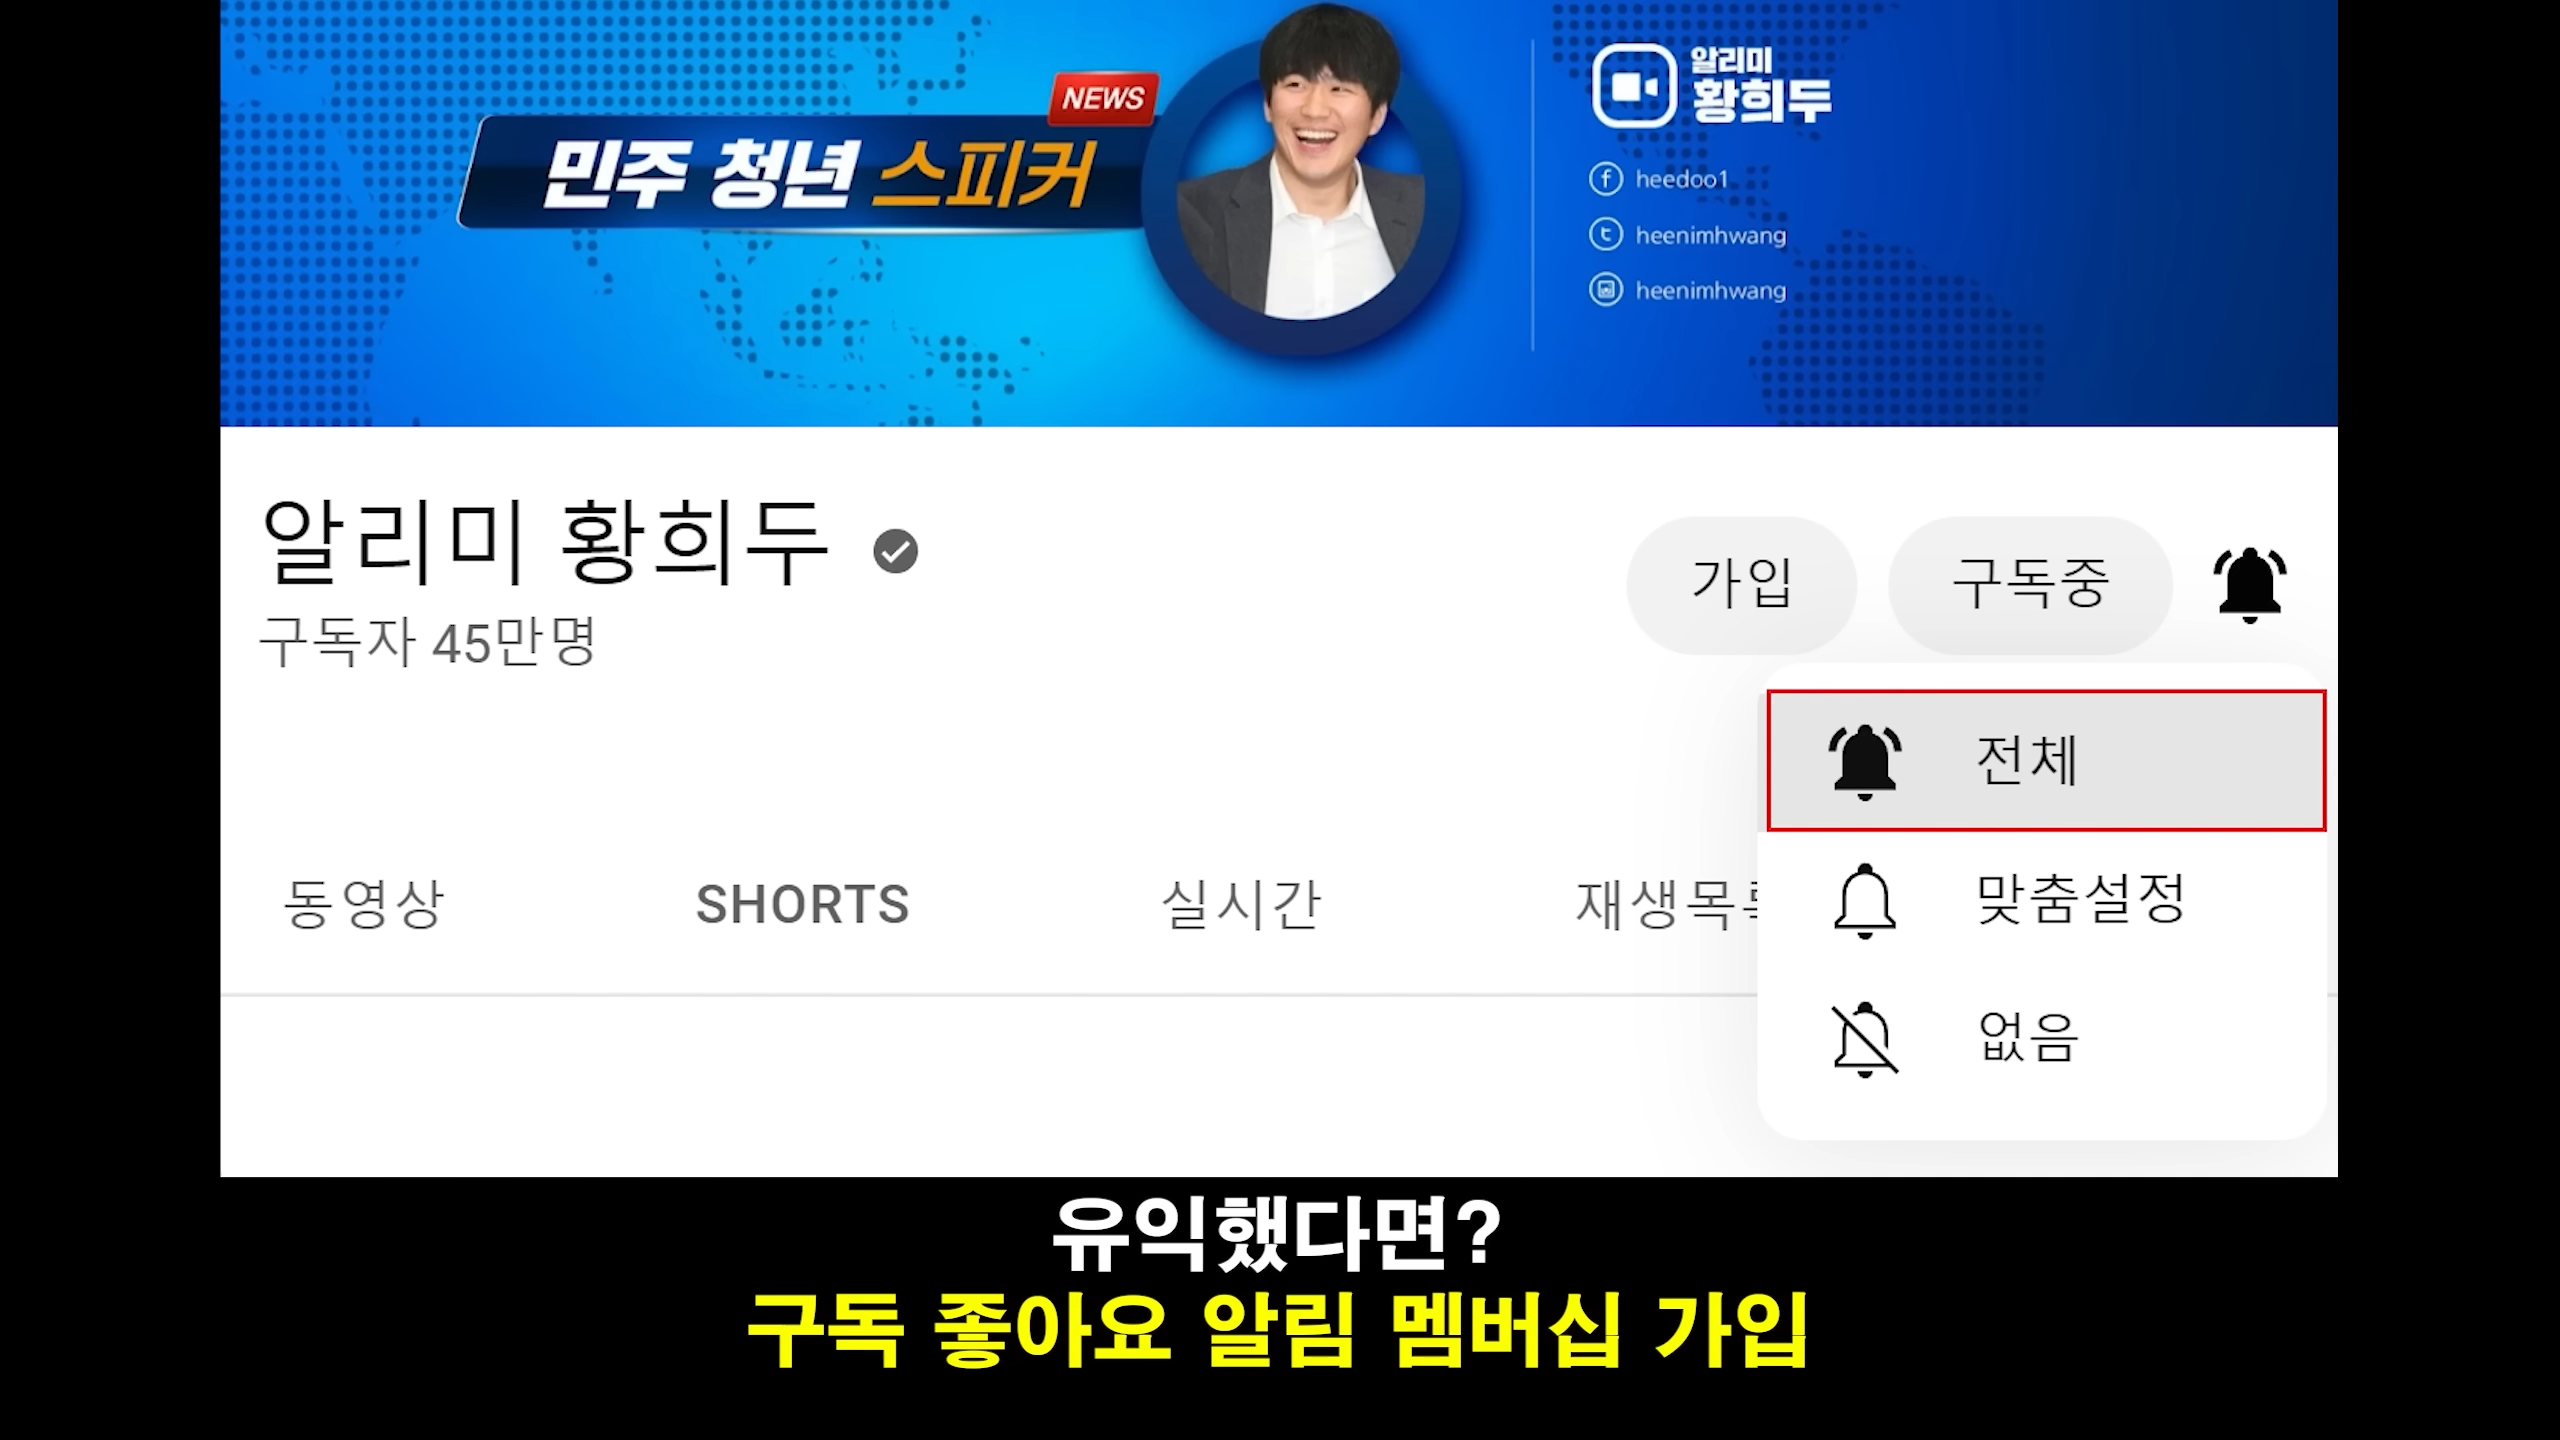 NEWS
민주 청년 스피커
알리미
황희두
heedoo1
heenimhwang
heenimhwang
알리미 황희두
구독자 45만명
가입
구독중
전체
맞춤설정
없음
동영상
SHORTS
실시간
재생목록
유익했다면?
구독 좋아요 알림 멤버십 가입